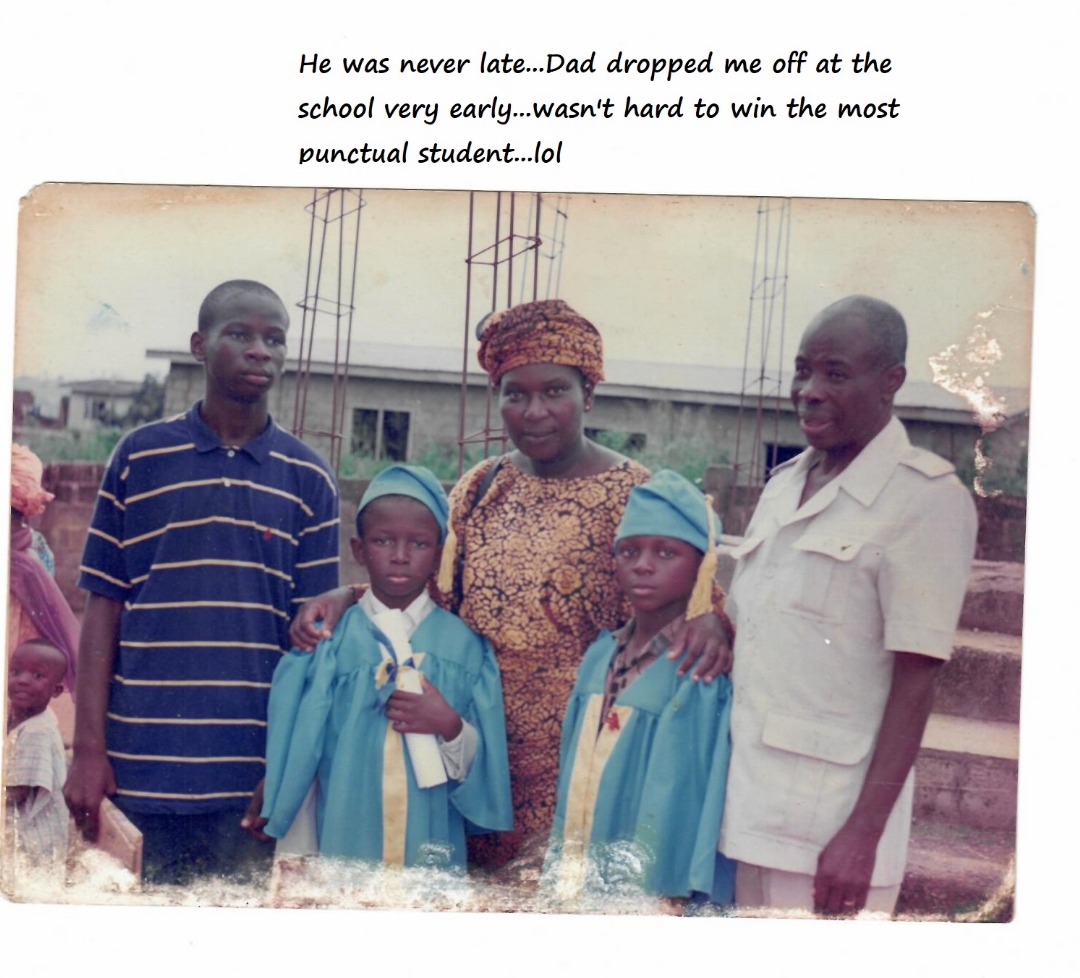 He was never late...Dad dropped me off at the
school very early...wasn't hard to win the most
punctual student...lol